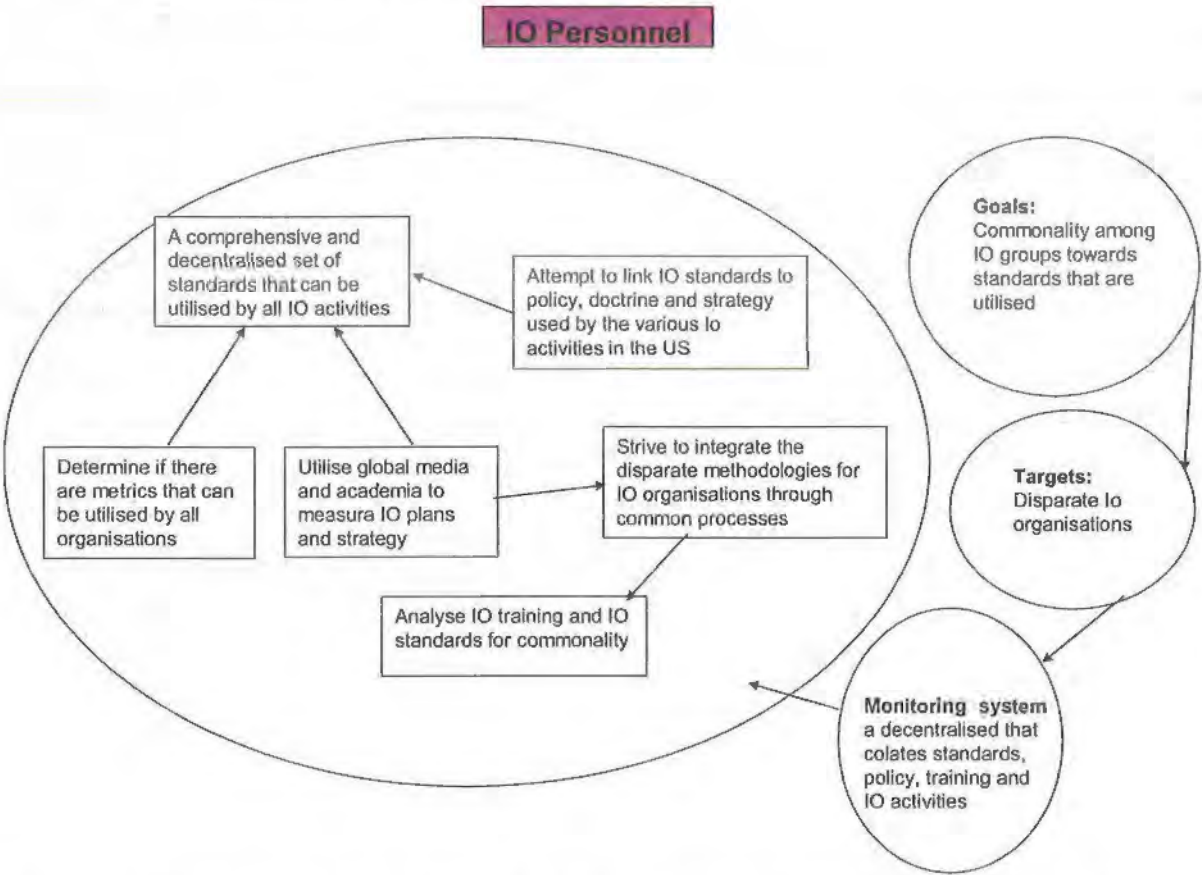 IO Personnel
A comprehensive and
decentralised set of
standards that can be
utilised by all IO activities
Attempt to link IO standards to
policy, doctrine and strategy
used by the various Io
activities in the US
Goals:
Commonality among
IO groups towards
standards that are
utilised
Determine if there
are metrics that can
be utilised by all
organisations
Utilise global media
and academia to
measura IO plans
and strategy
Strive to integrate the
disparate methodologies for
IO organisations through
common processes
Targets:
Disparate Io
organisations
Analyse IO training and IO
standards for commonality
Monitoring system
a decentralised that
colates standards,
policy, training and
IO activities